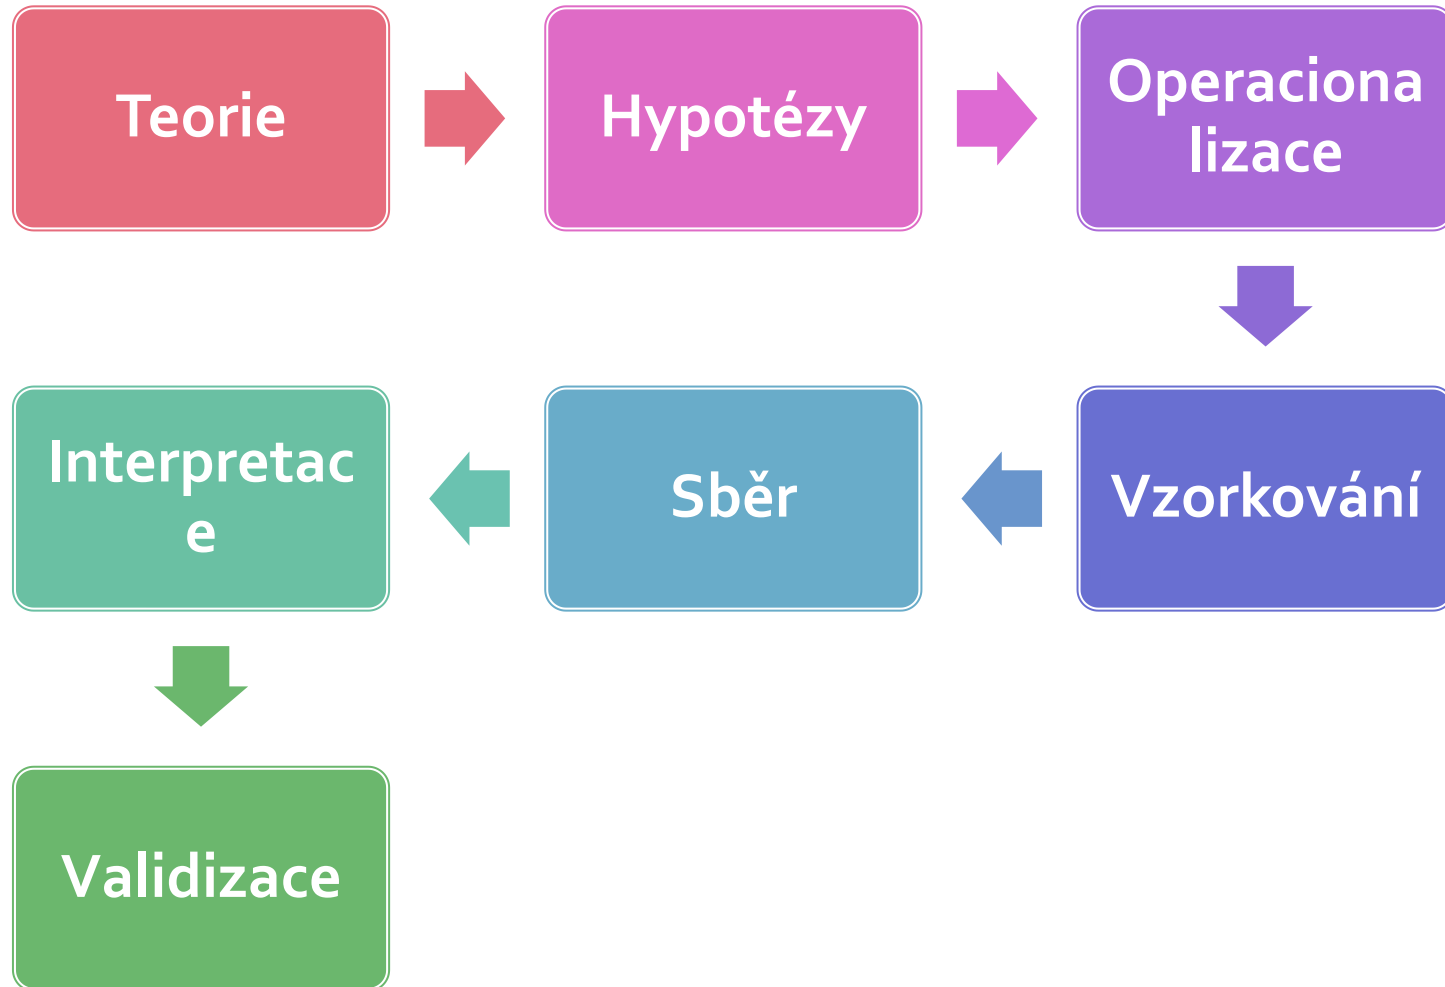 Teorie
Hypotézy
Operaciona
lizace
Vzorkování
Sběr
Interpretac
e
Validizace